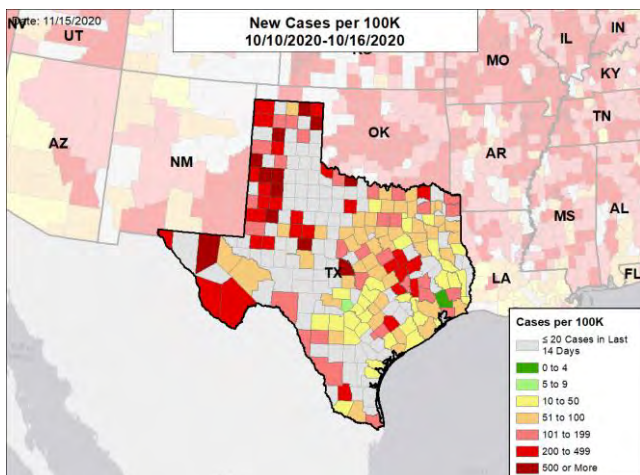 Date: 11/15/2020
New Cases per 100K
10/10/2020-10/16/2020
NV
UT
AZ
NM
OK
TX
MO
AR
LA
IL
IN
KY
TN
MS
AL
FL
Cases per 100K
≤ 20 Cases in Last
14 Days
0 to 4
5 to 9
10 to 50
51 to 100
101 to 199
200 to 499
500 or More